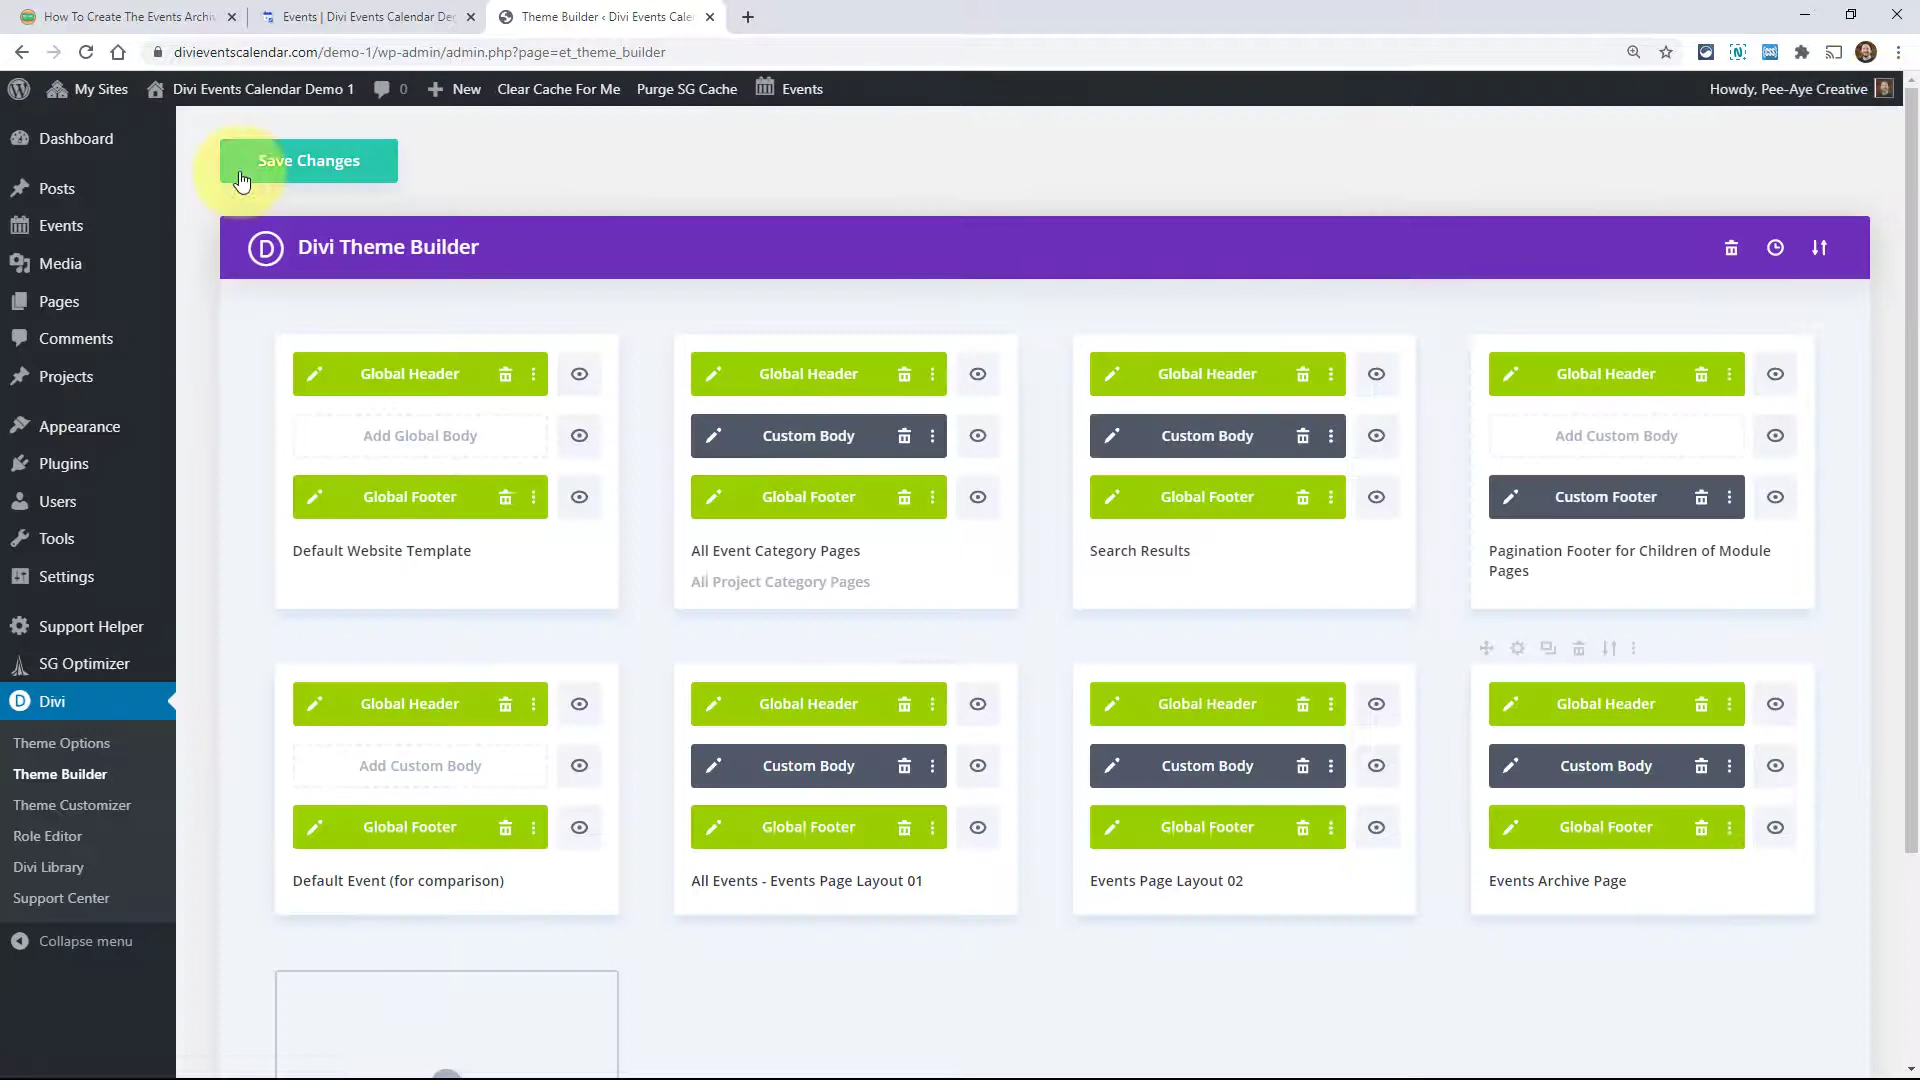 How To Create The Events Archiv
Events | Divi Events Calendar De
Theme Builder ‹ Divi Events Cale
divieventscalendar.com/demo-1/wp-admin/admin.php?page=et_theme_builder
My Sites
Divi Events Calendar Demo 1
0
New
Clear Cache For Me
Purge SG Cache
Events
Howdy, Pee-Aye Creative
Dashboard
Posts
Events
Media
Pages
Comments
Projects
Appearance
Plugins
Users
Tools
Settings
Support Helper
SG Optimizer
Divi
Theme Options
Theme Builder
Theme Customizer
Role Editor
Divi Library
Support Center
Collapse menu
Save Changes
D Divi Theme Builder
Global Header
Add Global Body
Global Footer
Default Website Template
Global Header
Custom Body
Global Footer
All Event Category Pages
All Project Category Pages
Global Header
Custom Body
Global Footer
Search Results
Global Header
Add Custom Body
Custom Footer
Pagination Footer for Children of Module
Pages
Global Header
Add Custom Body
Global Footer
Default Event (for comparison)
Global Header
Custom Body
Global Footer
All Events - Events Page Layout 01
Global Header
Custom Body
Global Footer
Events Page Layout 02
Global Header
Custom Body
Global Footer
Events Archive Page